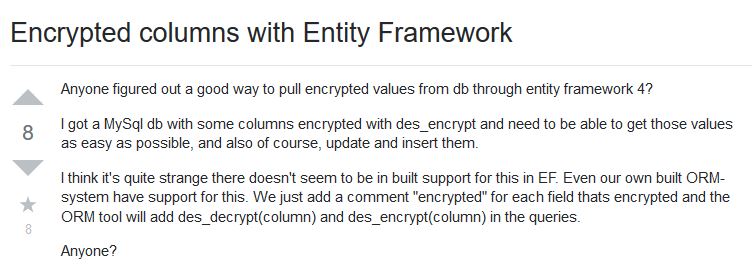 Encrypted columns with Entity Framework
Anyone figured out a good way to pull encrypted values from db through entity framework 4?
8
I got a MySql db with some columns encrypted with des_encrypt and need to be able to get those values
as easy as possible, and also of course, update and insert them.
I think it's quite strange there doesn't seem to be in built support for this in EF. Even our own built ORM-
system have support for this. We just add a comment "encrypted" for each field thats encrypted and the
8
ORM tool will add des_decrypt(column) and des_encrypt(column) in the queries.
Anyone?